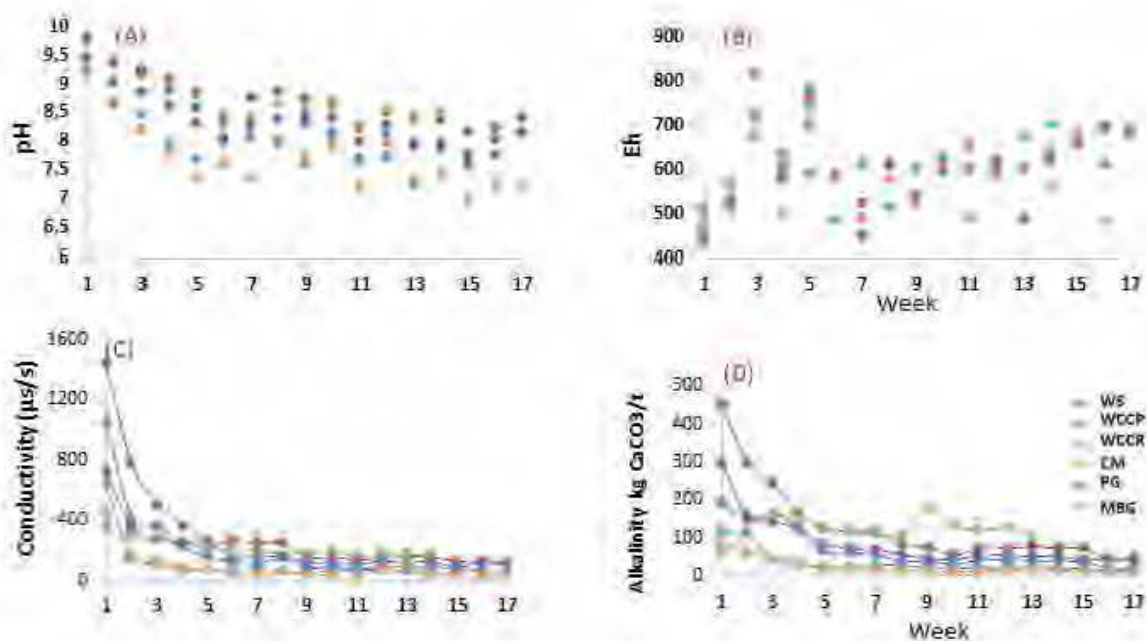 (A)
pH
10
9,5
9
8,5
8
7,5
7
6,5
6
1 3 5 7 9 11 13 15 17
(B)
Eh
900
800
700
600
500
400
1 3 5 7 9 11 13 15 17
Week
C)
Conductivity (µs/s)
1600
1200
800
400
0
1 3 5 7 9 11 13 15 17
(D)
Alkalinity kg CaCO3/t
500
400
300
200
100
0
1 3 5 7 9 11 13 15 17
Week
WS
WCCP
WCCR
CM
PG
MBG